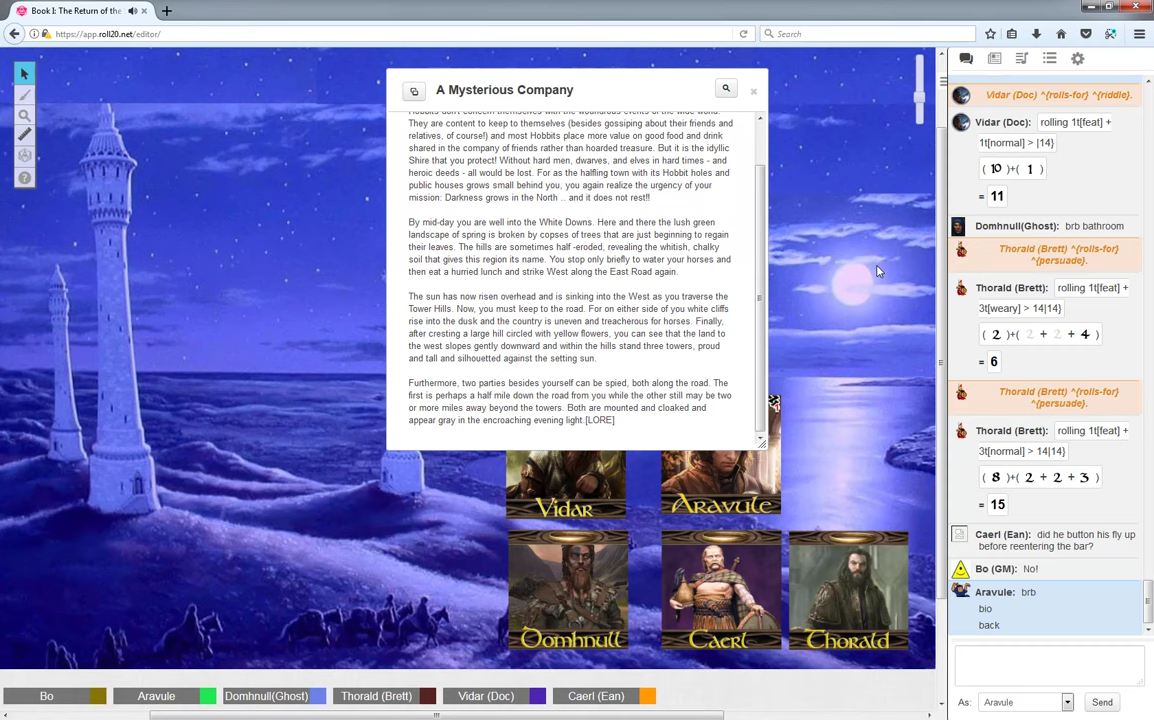 Book I: The Return of the
https://app.roll20.net/editor/
Search
A Mysterious Company
Hobbits don't concern themselves with the wondrous events of the wide world.
They are content to keep to themselves (besides gossiping about their friends and
relatives, of course!) and most Hobbits place more value on good food and drink
shared in the company of friends rather than hoarded treasure. But it is the idyllic
Shire that you protect! Without hard men, dwarves, and elves in hard times - and
heroic deeds - all would be lost. For as the halfling town with its Hobbit holes and
public houses grows small behind you, you again realize the urgency of your
mission: Darkness grows in the North .. and it does not rest!!
By mid-day you are well into the White Downs. Here and there the lush green
landscape of spring is broken by copses of trees that are just beginning to regain
their leaves. The hills are sometimes half -eroded, revealing the whitish, chalky
soil that gives this region its name. You stop only briefly to water your horses and
then eat a hurried lunch and strike West along the East Road again.
The sun has now risen overhead and is sinking into the West as you traverse the
Tower Hills. Now, you must keep to the road. For on either side of you white cliffs
rise into the dusk and the country is uneven and treacherous for horses. Finally,
after cresting a large hill circled with yellow flowers, you can see that the land to
the west slopes gently downward and within the hills stand three towers, proud
and tall and silhouetted against the setting sun.
Furthermore, two parties besides yourself can be spied, both along the road. The
first is perhaps a half mile down the road from you while the other still may be two
or more miles away beyond the towers. Both are mounted and cloaked and
appear gray in the encroaching evening light.[LORE]
Vidar
Aravule
Domhnull
Caerl
Thorald
Vidar (Doc) ^{rolls-for} ^{riddle}.
Vidar (Doc): rolling 1t[feat] +
1t[normal] > |14}
( 10 )+( 1 )
= 11
Domhnull(Ghost): brb bathroom
Thorald (Brett) ^{rolls-for}
^{persuade}.
Thorald (Brett): rolling 1t[feat] +
3t[weary] > 14|14}
( 2 )+( 2 + 2 + 4 )
= 6
Thorald (Brett) ^{rolls-for}
^{persuade}.
Thorald (Brett): rolling 1t[feat] +
3t[normal] > 14|14}
( 8 )+( 2 + 2 + 3 )
= 15
Caerl (Ean): did he button his fly up
before reentering the bar?
Bo (GM): No!
Aravule: brb
bio
back
As: Aravule Send
Bo Aravule Domhnull(Ghost) Thorald (Brett) Vidar (Doc) Caerl (Ean)